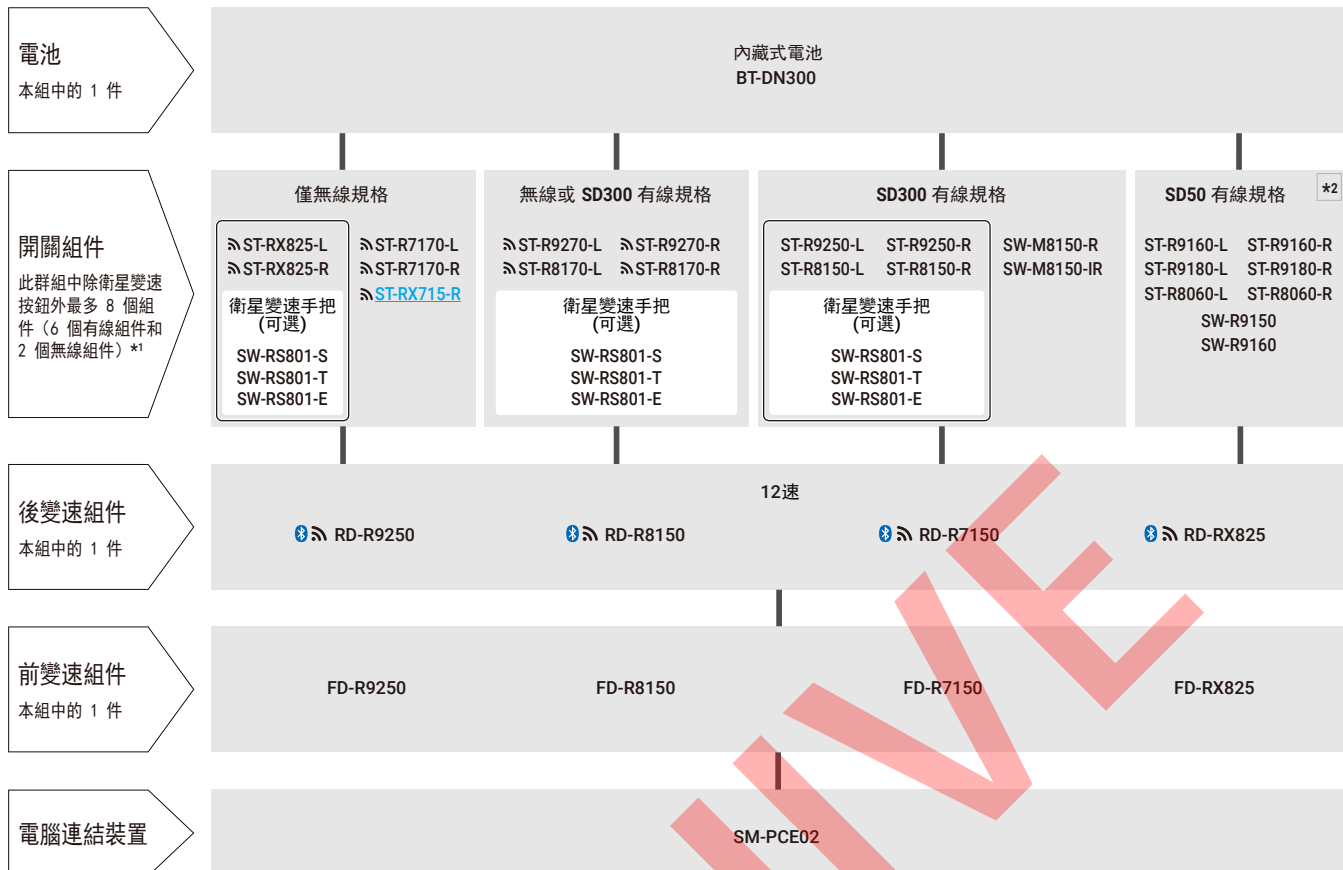 電池
本組中的 1 件
內藏式電池
BT-DN300
開關組件
此群組中除衛星變速
按鈕外最多 8 個組
件（6 個有線組件和
2 個無線組件）*1
僅無線規格
ST-RX825-L
ST-RX825-R
衛星變速手把
(可選)
SW-RS801-S
SW-RS801-T
SW-RS801-E
ST-R7170-L
ST-R7170-R
ST-RX715-R
無線或 SD300 有線規格
ST-R9270-L ST-R9270-R
ST-R8170-L ST-R8170-R
衛星變速手把
(可選)
SW-RS801-S
SW-RS801-T
SW-RS801-E
SD300 有線規格
ST-R9250-L ST-R9250-R
ST-R8150-L ST-R8150-R
衛星變速手把
(可選)
SW-RS801-S
SW-RS801-T
SW-RS801-E
SW-M8150-R
SW-M8150-IR
SD50 有線規格 *2
ST-R9160-L ST-R9160-R
ST-R9180-L ST-R9180-R
ST-R8060-L ST-R8060-R
SW-R9150
SW-R9160
後變速組件
本組中的 1 件
12速
RD-R9250 RD-R8150 RD-R7150 RD-RX825
前變速組件
本組中的 1 件
FD-R9250 FD-R8150 FD-R7150 FD-RX825
電腦連結裝置
SM-PCE02